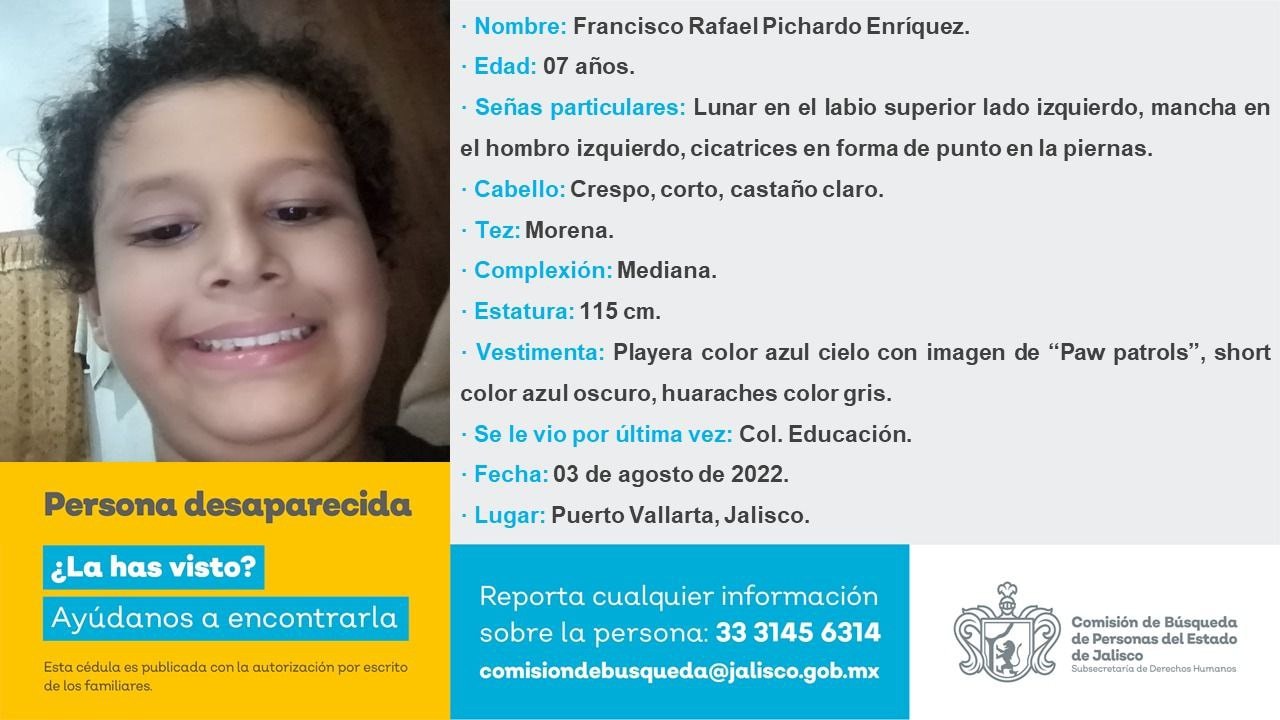 · Nombre: Francisco Rafael Pichardo Enríquez.
· Edad: 07 años.
· Señas particulares: Lunar en el labio superior lado izquierdo, mancha en
el hombro izquierdo, cicatrices en forma de punto en la piernas.
· Cabello: Crespo, corto, castaño claro.
· Tez: Morena.
· Complexión: Mediana.
· Estatura: 115 cm.
· Vestimenta: Playera color azul cielo con imagen de “Paw patrols”, short
color azul oscuro, huaraches color gris.
· Se le vio por última vez: Col. Educación.
· Fecha: 03 de agosto de 2022.
· Lugar: Puerto Vallarta, Jalisco.
Persona desaparecida
¿La has visto?
Ayúdanos a encontrarla
Esta cédula es publicada con la autorización por escrito
de los familiares.
Reporta cualquier información
sobre la persona: 33 3145 6314
comisiondebusqueda@jalisco.gob.mx
Comisión de Búsqueda
de Personas del Estado
de Jalisco
Subsecretaría de Derechos Humanos